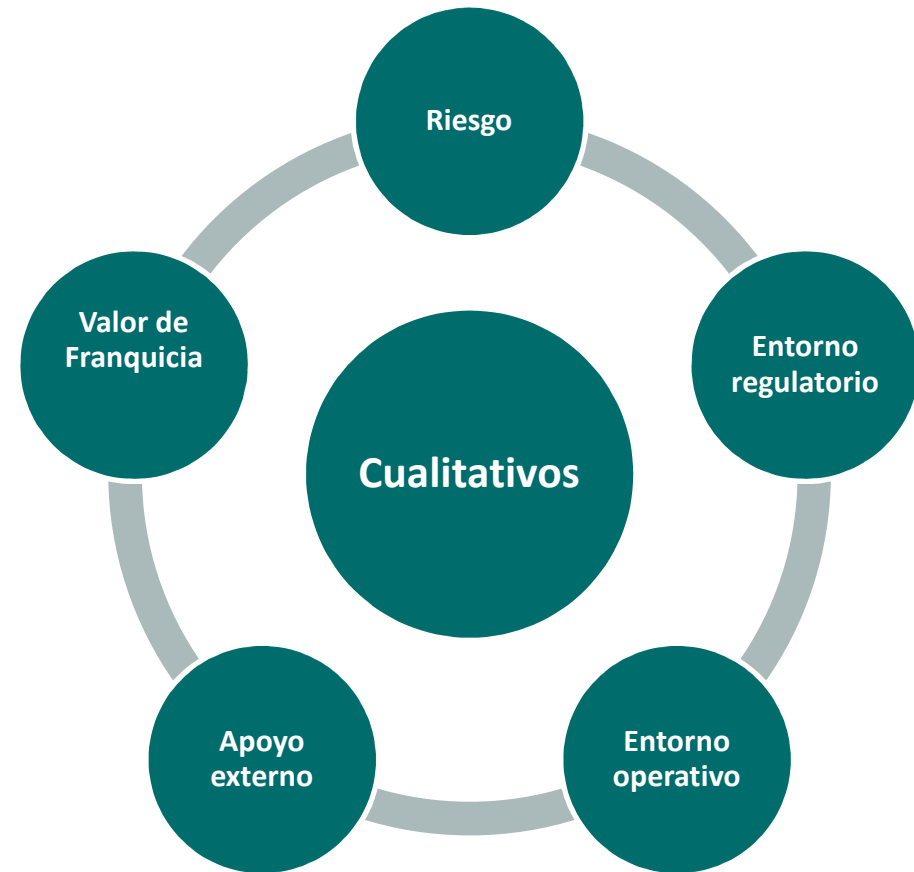 Riesgo
Entorno
regulatorio
Entorno
operativo
Apoyo
externo
Valor de
Franquicia
Cualitativos